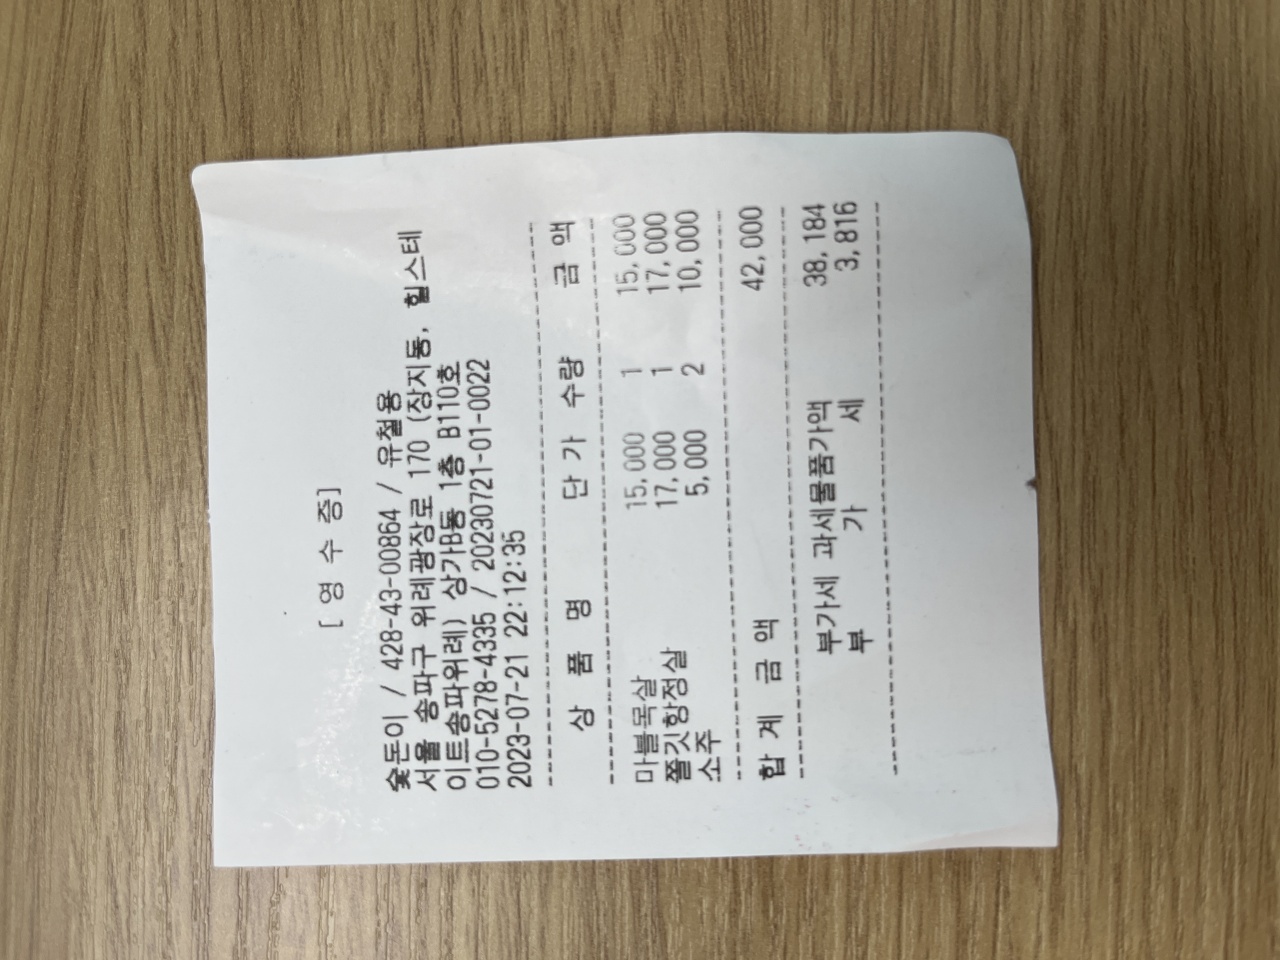 [ 영 수 증]
숯돈이 / 428-43-00864 / 유철용
서울 송파구 위례광장로 170 (장지동, 힐스테
이트송파위례) 상가B동 1층 B110호
010-5278-4335 / 20230721-01-0022
2023-07-21 22:12:35
상 품 명 단 가 수량 금 액
마블목살 15,000 1 15,000
쫄깃항정살 17,000 1 17,000
소주 5,000 2 10,000
합 계 금 액 42,000
부가세 과세물품가액 38,184
부 가 세 3,816